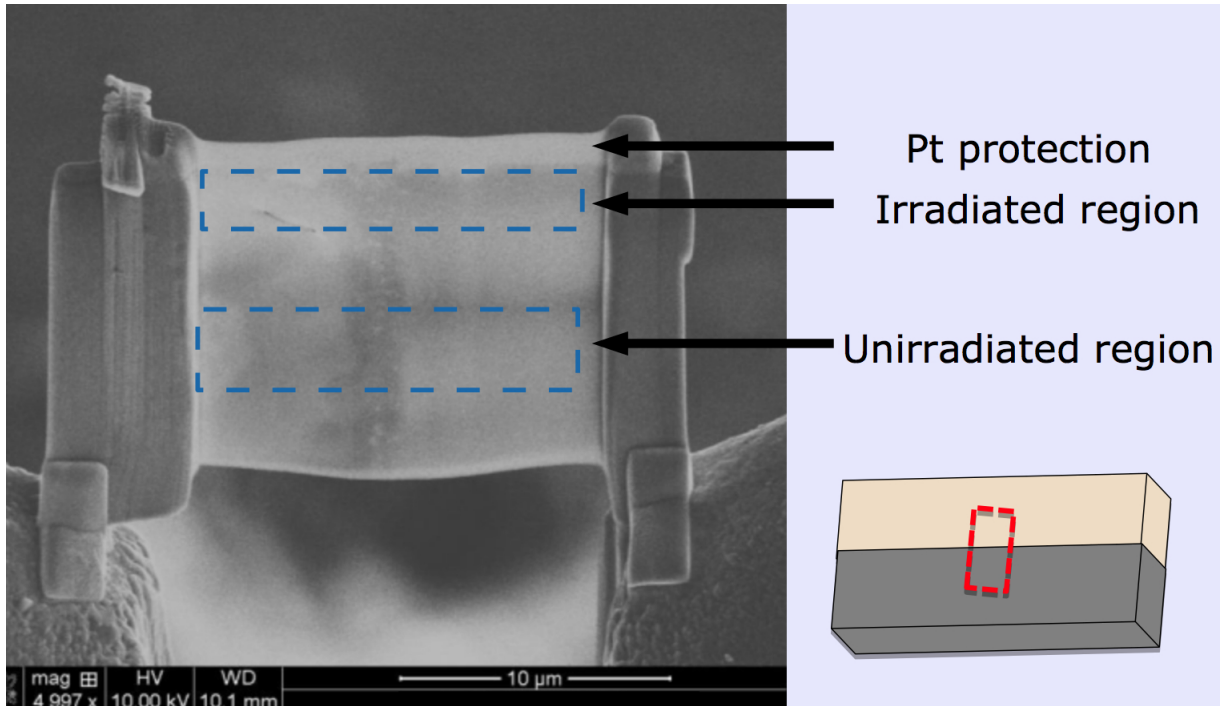 Pt protection
Irradiated region
Unirradiated region
mag HV WD
4 997 x 10.00 kV 10.1 mm
10 µm